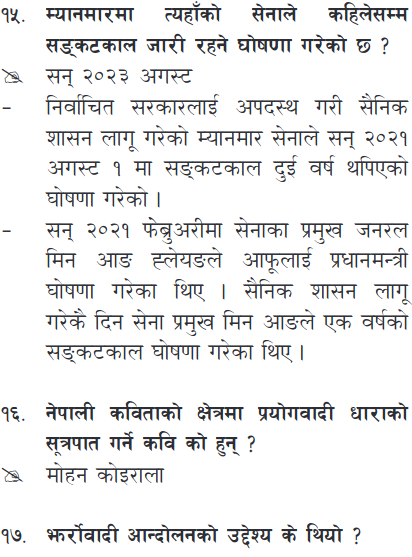 १५. म्यानमारमा त्यहाँको सेनाले कहिलेसम्म
सङ्कटकाल जारी रहने घोषणा गरेको छ ?
सन् २०२३ अगस्ट
– निर्वाचित सरकारलाई अपदस्थ गरी सैनिक
शासन लागू गरेको म्यानमार सेनाले सन् २०२१
अगस्ट १ मा सङ्कटकाल दुई वर्ष थपिएको
घोषणा गरेको ।
– सन् २०२१ फेब्रुअरीमा सेनाका प्रमुख जनरल
मिन आङ ह्लेयङले आफूलाई प्रधानमन्त्री
घोषणा गरेका थिए । सैनिक शासन लागू
गरेकै दिन सेना प्रमुख मिन आङले एक वर्षको
सङ्कटकाल घोषणा गरेका थिए ।
१६. नेपाली कविताको क्षेत्रमा प्रयोगवादी धाराको
सूत्रपात गर्ने कवि को हुन् ?
मोहन कोइराला
१७. झर्रोवादी आन्दोलनको उद्देश्य के थियो ?